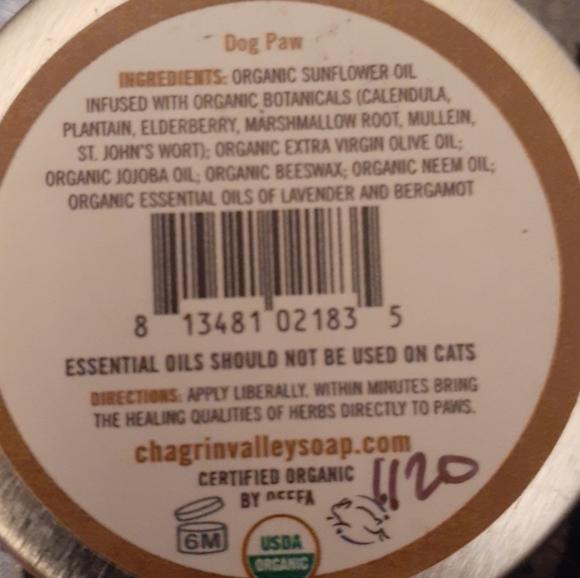 Dog Paw
INGREDIENTS: ORGANIC SUNFLOWER OIL
INFUSED WITH ORGANIC BOTANICALS (CALENDULA,
PLANTAIN, ELDERBERRY, MARSHMALLOW ROOT, MULLEIN,
ST. JOHN'S WORT); ORGANIC EXTRA VIRGIN OLIVE OIL;
ORGANIC JOJOBA OIL; ORGANIC BEESWAX; ORGANIC NEEM OIL;
ORGANIC ESSENTIAL OILS OF LAVENDER AND BERGAMOT
8 13481 02183 5
ESSENTIAL OILS SHOULD NOT BE USED ON CATS
DIRECTIONS: APPLY LIBERALLY. WITHIN MINUTES BRING
THE HEALING QUALITIES OF HERBS DIRECTLY TO PAWS.
chagrinvalleysoap.com
CERTIFIED ORGANIC
BY
6M
USDA
ORGANIC